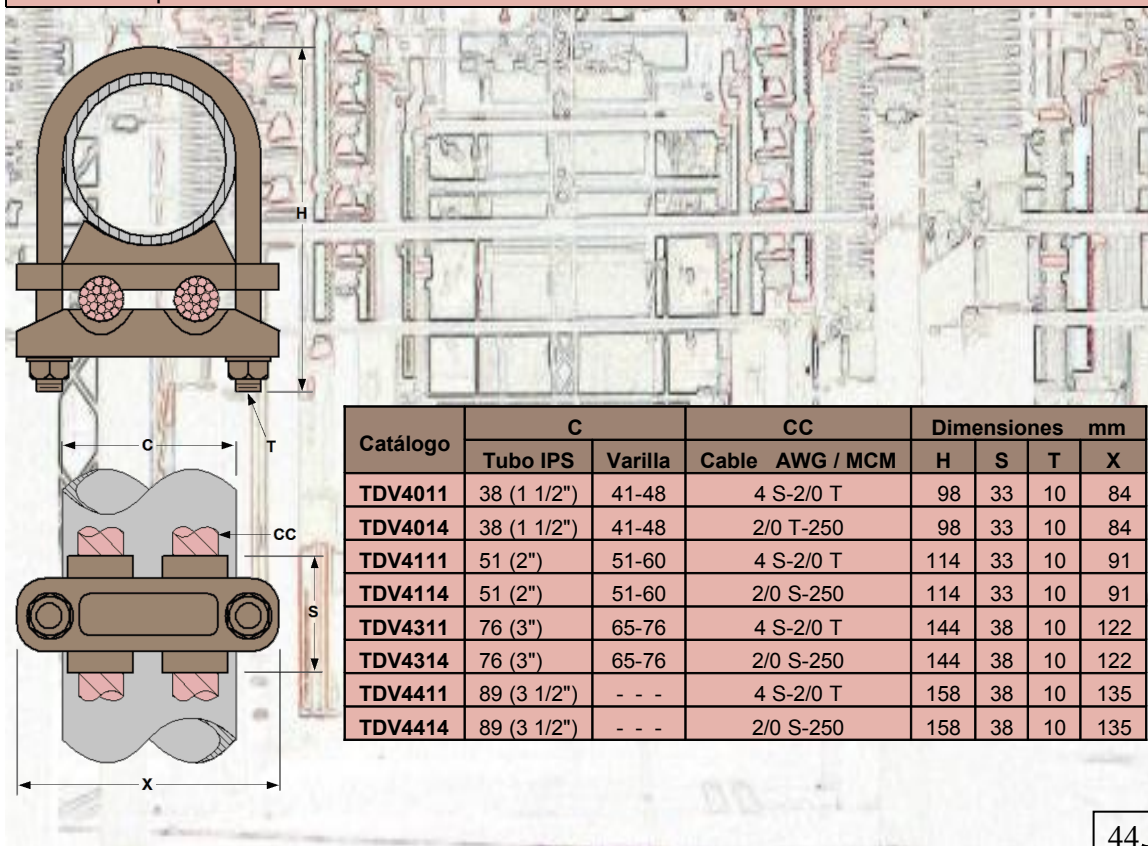 H
C
T
CC
S
X
Catálogo C CC Dimensiones mm
Tubo IPS Varilla Cable AWG / MCM H S T X
TDV4011 38 (1 1/2") 41-48 4 S-2/0 T 98 33 10 84
TDV4014 38 (1 1/2") 41-48 2/0 T-250 98 33 10 84
TDV4111 51 (2") 51-60 4 S-2/0 T 114 33 10 91
TDV4114 51 (2") 51-60 2/0 S-250 114 33 10 91
TDV4311 76 (3") 65-76 4 S-2/0 T 144 38 10 122
TDV4314 76 (3") 65-76 2/0 S-250 144 38 10 122
TDV4411 89 (3 1/2") - - - 4 S-2/0 T 158 38 10 135
TDV4414 89 (3 1/2") - - - 2/0 S-250 158 38 10 135
44.